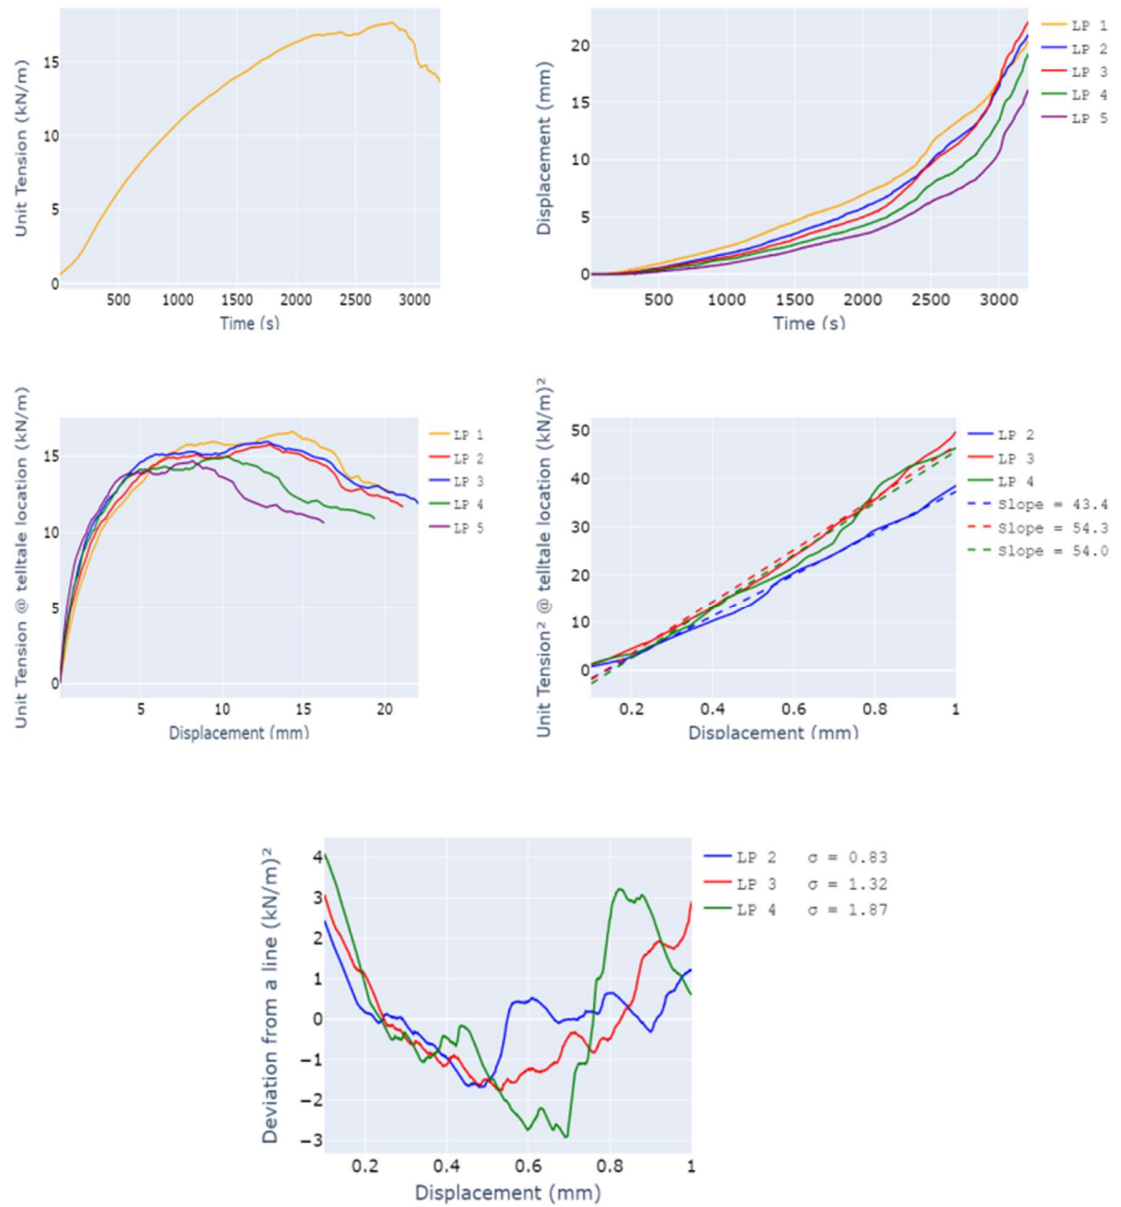 Unit Tension (kN/m)
15
10
5
0
500 1000 1500 2000 2500 3000
Time (s)
Displacement (mm)
20
15
10
5
0
500 1000 1500 2000 2500 3000
Time (s)
LP 1
LP 2
LP 3
LP 4
LP 5
Unit Tension @ telltale location (kN/m)
15
10
5
0
5 10 15 20
Displacement (mm)
LP 1
LP 2
LP 3
LP 4
LP 5
Unit Tension² @ telltale location (kN/m)²
50
40
30
20
10
0
0.2 0.4 0.6 0.8 1
Displacement (mm)
LP 2
LP 3
LP 4
Slope = 43.4
Slope = 54.3
Slope = 54.0
Deviation from a line (kN/m)²
4
3
2
1
0
−1
−2
−3
0.2 0.4 0.6 0.8 1
Displacement (mm)
LP 2 σ = 0.83
LP 3 σ = 1.32
LP 4 σ = 1.87